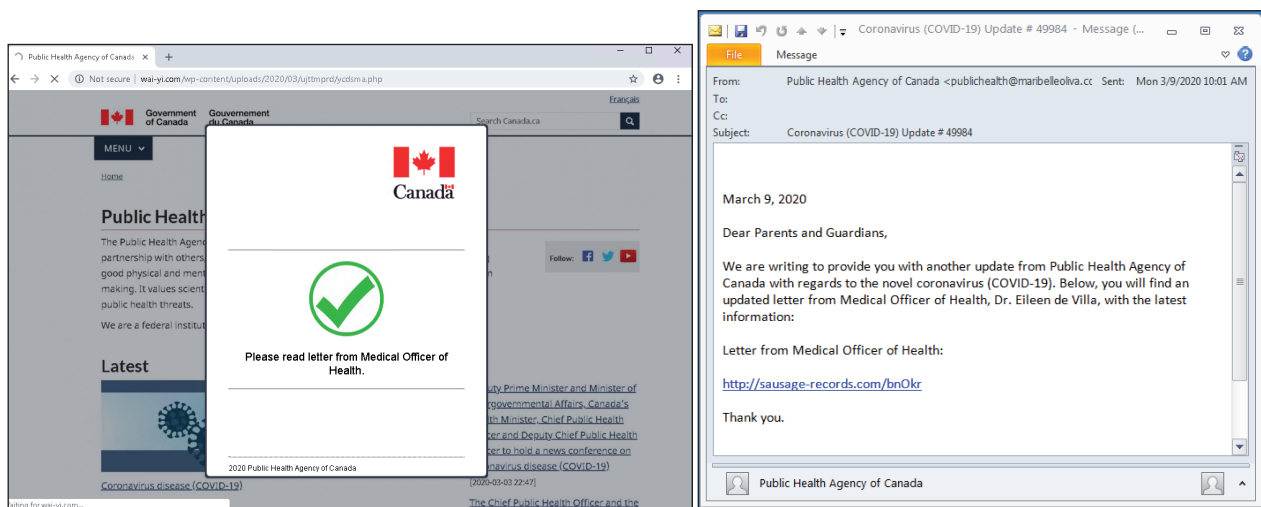 Public Health Agency of Canada
Not secure | wai-yi.com/wp-content/uploads/2020/03/ujttmprd/ycdsma.php
Français
Government
of Canada
Gouvernement
du Canada
Search Canada.ca
MENU
Home
Public Health
The Public Health Agen
partnership with others
good physical and ment
making. It values scient
public health threats.
We are a federal institut
Follow:
Latest
Coronavirus disease (COVID-19)
Canada
Please read letter from Medical Officer of
Health.
2020 Public Health Agency of Canada
uty Prime Minister and Minister of
ergovernmental Affairs, Canada's
lth Minister, Chief Public Health
cer and Deputy Chief Public Health
cer to hold a news conference on
onavirus disease (COVID-19)
[2020-03-03 22:47]
The Chief Public Health Officer and the
aiting for wai-yi.com...
Coronavirus (COVID-19) Update # 49984 - Message (...
File
Message
From: Public Health Agency of Canada <publichealth@maribelleoliva.cc Sent: Mon 3/9/2020 10:01 AM
To:
Cc:
Subject: Coronavirus (COVID-19) Update # 49984
March 9, 2020
Dear Parents and Guardians,
We are writing to provide you with another update from Public Health Agency of
Canada with regards to the novel coronavirus (COVID-19). Below, you will find an
updated letter from Medical Officer of Health, Dr. Eileen de Villa, with the latest
information:
Letter from Medical Officer of Health:
http://sausage-records.com/bnOkr
Thank you.
Public Health Agency of Canada